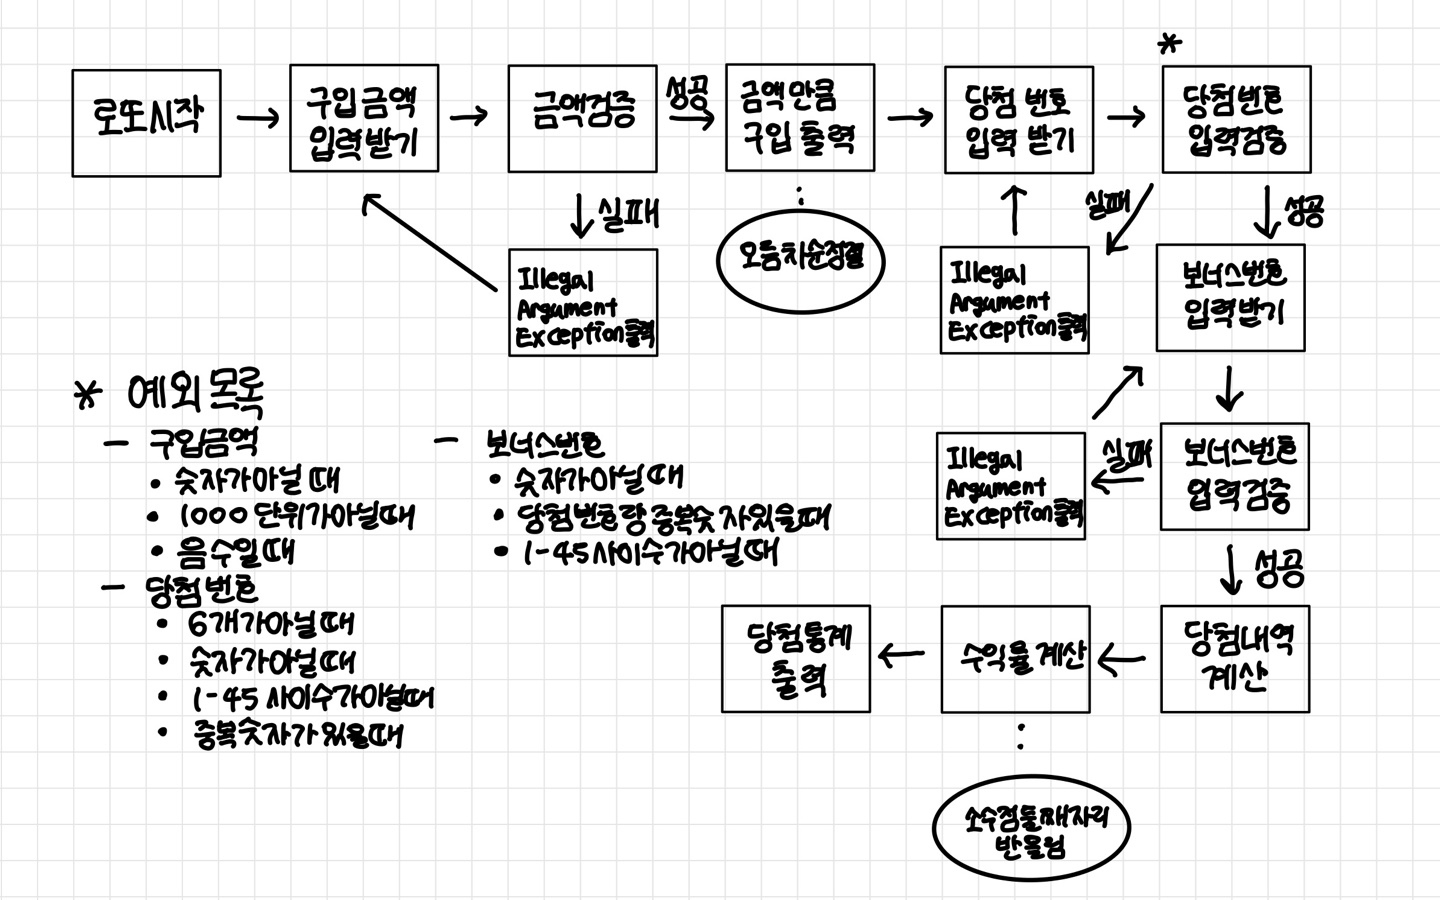 *
로또시작
구입금액
입력받기
금액검증
성공
금액만큼
구입 출력
당첨 번호
입력 받기
당첨번호
입력검증
실패
실패
성공
Illegal
Argument
Exception출력
오름차순정렬
Illegal
Argument
Exception출력
보너스번호
입력받기
* 예외 목록
- 구입금액
• 숫자가아닐 때
• 1000 단위가아닐때
• 음수일때
- 당첨번호
• 6개가아닐때
• 숫자가아닐때
• 1-45 사이수가아닐때
• 중복숫자가있을때
- 보너스번호
• 숫자가아닐때
• 당첨번호랑 중복숫자있을때
• 1-45사이수가아닐때
Illegal
Argument
Exception출력
실패
보너스번호
입력검증
성공
당첨통계
출력
수익률 계산
당첨내역
계산
소수점둘째자리
반올림